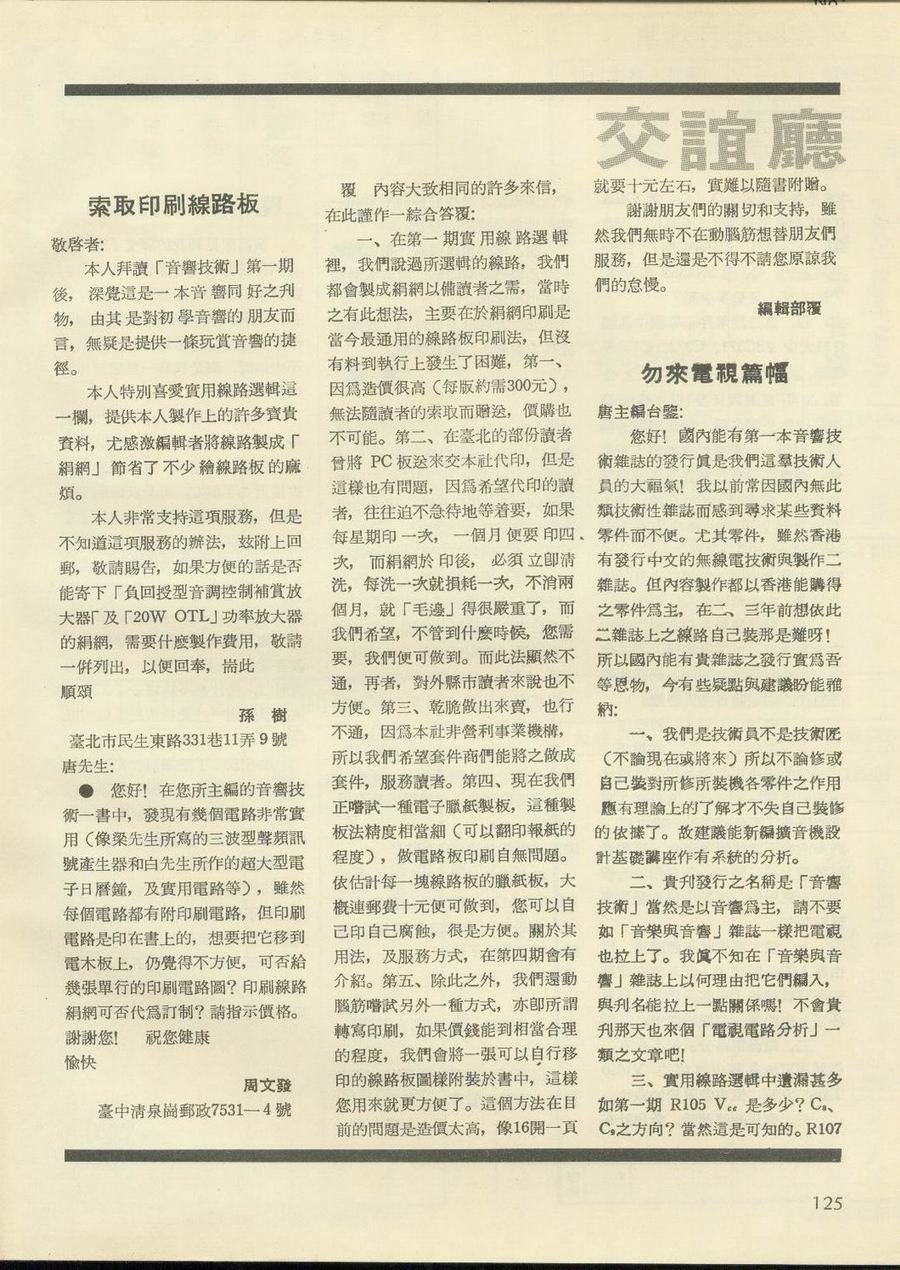 交誼廳
索取印刷線路板
敬啓者:
本人拜讀「音響技術」第一期
後，深覺這是一本音響同好之刋
物，由其是對初學音響的朋友而
言，無疑是提供一條玩賞音響的捷
徑。
本人特別喜愛實用線路選輯這
一欄，提供本人製作上的許多寳貴
資料，尤感激編輯者將線路製成「
絹網」節省了不少繪線路板的麻
煩。
本人非常支持這項服務，但是
不知道這項服務的辦法，玆附上回
郵，敬請賜告，如果方便的話是否
能寄下「負回授型音調控制補賞放
大器「及「20W OTL」功率放大器
的絹網，需要什麽製作費用，敬請
一倂列出，以便回奉，耑此
順頌
孫　樹
臺北市民生東路331巷11弄９號
唐先生:
●　您好！在您所主編的音響技
術一書中，發現有幾個電路非常實
用（像梁先生所寫的三波型聲頻訊
號產生器和白先生所作的超大型電
子日曆鐘，及實用電路等），雖然
每個電路都有附印刷電路，但印刷
電路是印在書上的，想要把它移到
電木板上，仍覺得不方便，可否給
幾張單行的印刷電路圖？印刷線路
絹網可否代爲訂制？請指示價格。
謝謝您！　祝您健康
愉快
周文發
臺中淸泉崗郵政7531—４號
覆　內容大致相同的許多來信，
在此謹作一綜合答覆:
一、在第一期實用線路選輯
裡，我們說過所選輯的線路，我們
都會製成絹網以備讀者之需，當時
之有此想法，主要在於絹網印刷是
當今最通用的線路板印刷法，但沒
有料到執行上發生了困難，第一、
因爲造價很高（每版約需300元），
無法隨讀者的索取而贈送，價購也
不可能。第二、在臺北的部份讀者
曾將 PC板送來交本社代印，但是
這樣也有問題，因爲希望代印的讀
者，往往迫不急待地等着要，如果
每星期印一次，一個月便要印四、
次，而絹網於印後，必須立卽淸
洗，每洗一次就損耗一次，不消兩
個月，就「毛邊」得很嚴重了，而
我們希望，不管到什麽時候，您需
要，我們便可做到。而此法顯然不
通，再者，對外縣市讀者來說也不
方便。第三、乾脆做出來賣，也行
不通，因爲本社非營利事業機構，
所以我們希望套件商們能將之做成
套件，服務讀者。第四、現在我們
正嚐試一種電子臘紙製板，這種製
板法精度相當細（可以翻印報紙的
程度），做電路板印刷自無問題。
依估計每一塊線路板的臘紙板，大
概連郵費十元便可做到，您可以自
己印自己腐蝕，很是方便。關於其
用法，及服務方式，在第四期會有
介紹。第五、除此之外，我們還動
腦筋嚐試另外一種方式，亦卽所謂
轉寫印刷，如果價錢能到相當合理
的程度，我們會將一張可以自行移
印的線路板圖樣附裝於書中，這樣
您用來就更方便了。這個方法在目
前的問題是造價太高，像16開一頁
就要十元左右，實難以隨書附贈。
謝謝朋友們的關切和支持，雖
然我們無時不在動腦筋想替朋友們
服務，但是還是不得不請您原諒我
們的怠慢。
編輯部覆
勿來電視篇幅
唐主編台鑒:
您好！國內能有第一本音響技
術雜誌的發行眞是我們這羣技術人
員的大福氣！我以前常因國內無此
類技術性雜誌而感到尋求某些資料
零件而不便。尤其零件，雖然香港
有發行中文的無線電技術與製作二
雜誌。但內容製作都以香港能購得
之零件爲主，在二、三年前想依此
二雜誌上之線路自己裝那是難呀！
所以國內能有貴雜誌之發行實爲吾
等恩物，今有些疑點與建議盼能雅
納:
一、我們是技術員不是技術匠
（不論現在或將來）所以不論修或
自己裝對所修所裝機各零件之作用
應有理論上的了解才不失自己裝修
的依據了。故建議能新編擴音機設
計基礎講座作有系統的分析。
二、貴刋發行之名稱是「音響
技術」當然是以音響爲主，請不要
如「音樂與音響」雜誌一樣把電視
也拉上了。我眞不知在「音樂與音
響」雜誌上以何理由把它們編入，
與刋名能拉上一點關係嗎！不會貴
刋那天也來個「電視電路分析」一
類之文章吧！
三、實用線路選輯中遺漏甚多
如第一期 R105 Vcc 是多少？C₈、
C₉之方向？當然這是可知的。R107
125